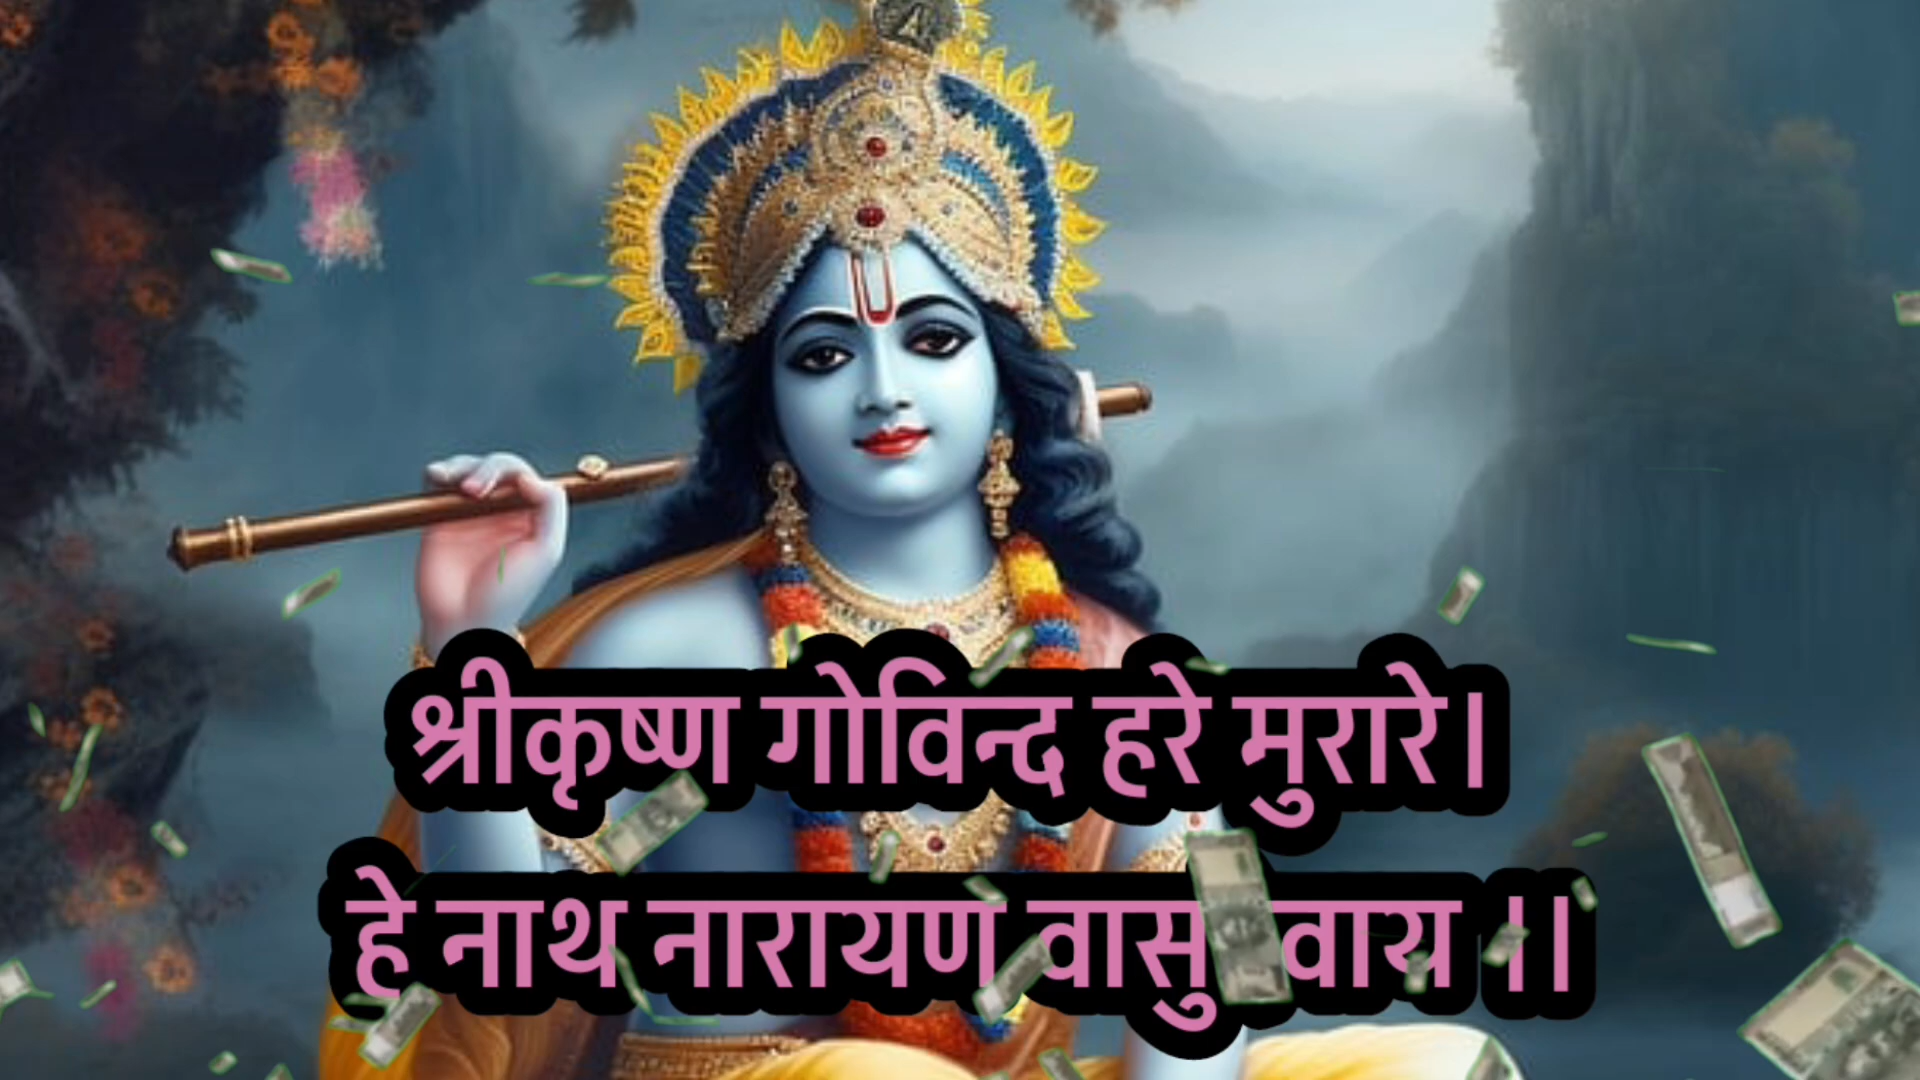 श्रीकृष्ण गोविन्द हरे मुरारे।
हे नाथ नारायण ।।